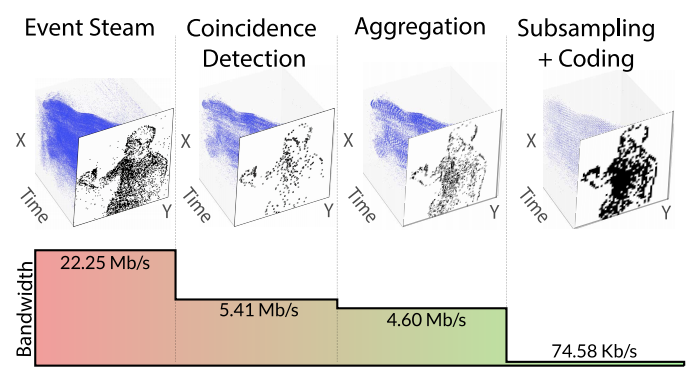 Event Steam
Coincidence
Detection
Aggregation
Subsampling
+ Coding
X
Time
Y
X
Time
Y
X
Time
Y
X
Time
Y
Bandwidth
22.25 Mb/s
5.41 Mb/s
4.60 Mb/s
74.58 Kb/s